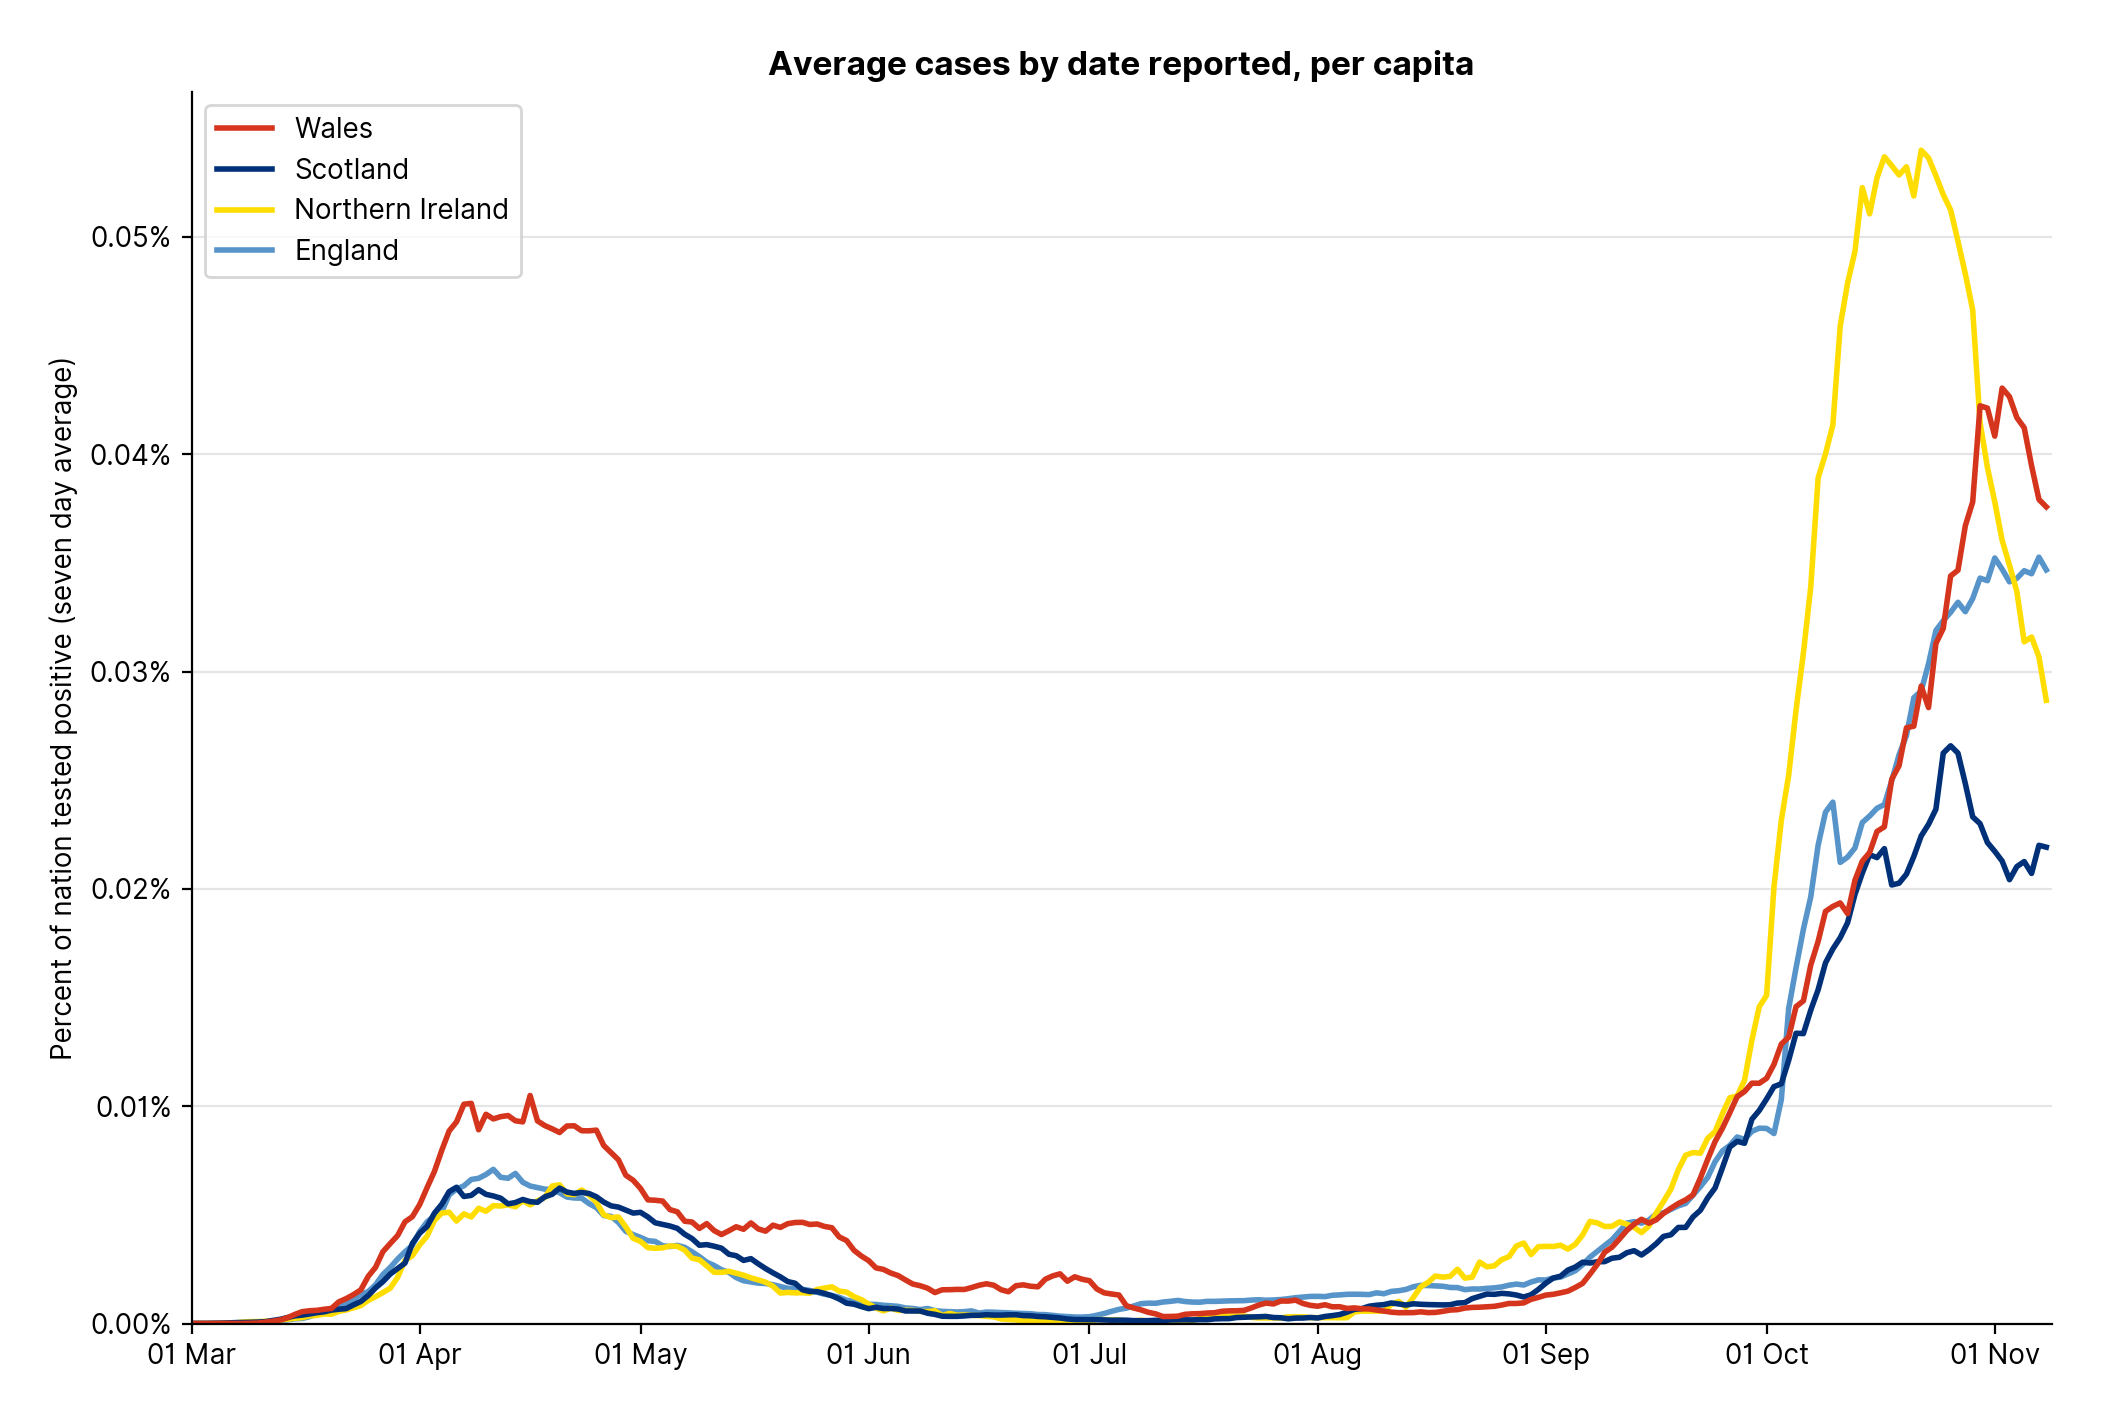 Average cases by date reported, per capita
Wales
Scotland
Northern Ireland
England
Percent of nation tested positive (seven day average)
0.05%
0.04%
0.03%
0.02%
0.01%
0.00%
01 Mar
01 Apr
01 May
01 Jun
01 Jul
01 Aug
01 Sep
01 Oct
01 Nov